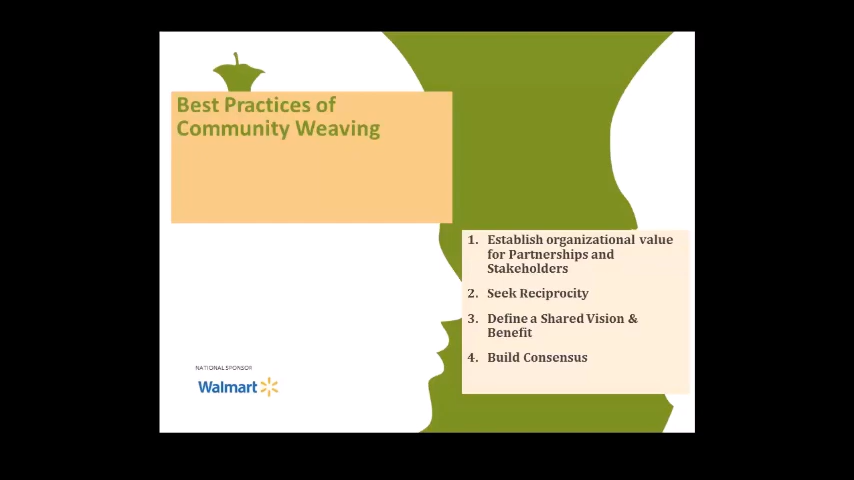 Best Practices of
Community Weaving
1. Establish organizational value
for Partnerships and
Stakeholders
2. Seek Reciprocity
3. Define a Shared Vision &
Benefit
4. Build Consensus
NATIONAL SPONSOR
Walmart